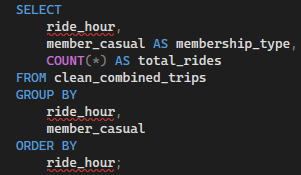 SELECT
ride_hour,
member_casual AS membership_type,
COUNT(*) AS total_rides
FROM clean_combined_trips
GROUP BY
ride_hour,
member_casual
ORDER BY
ride_hour;